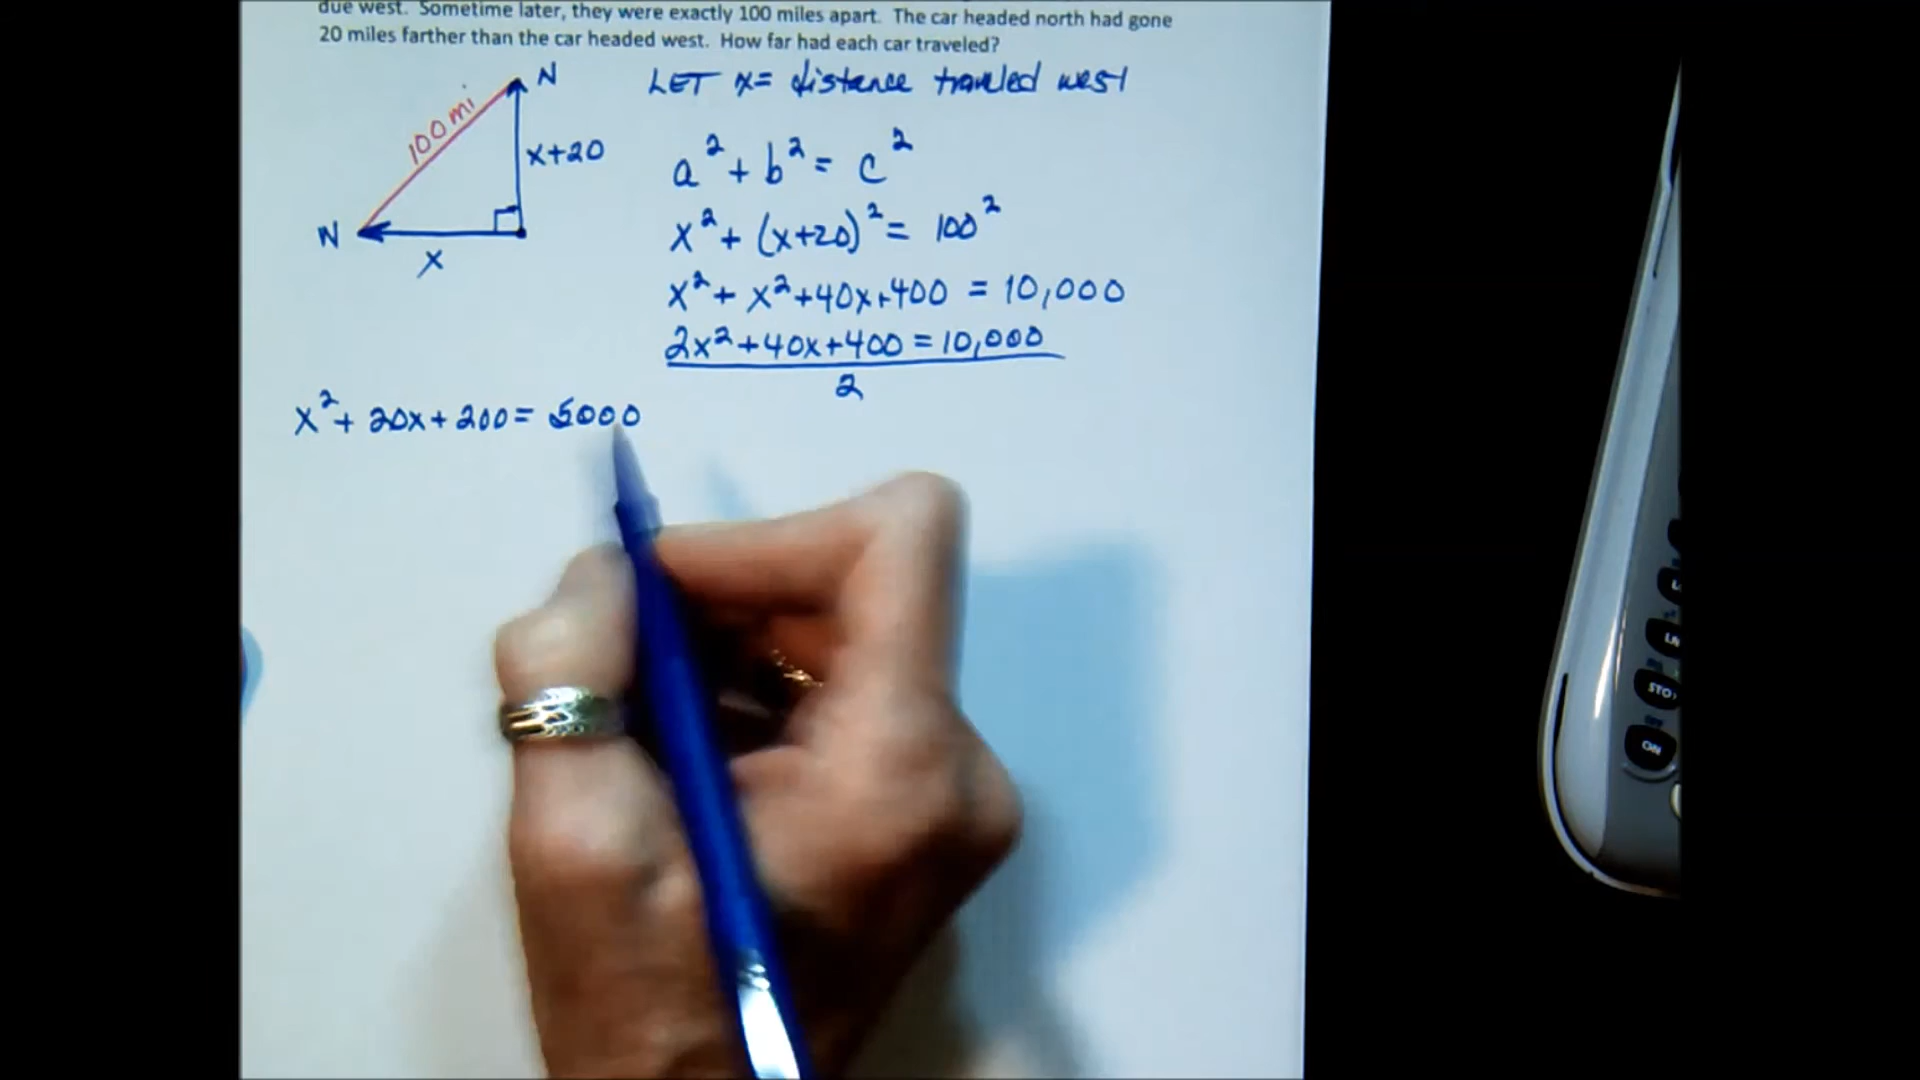 due west. Sometime later, they were exactly 100 miles apart. The car headed north had gone
20 miles farther than the car headed west. How far had each car traveled?
N
100 mi
x+20
N
x
LET x= distance traveled west
a² + b² = c²
x² + (x+20)² = 100²
x² + x² +40x+400 = 10,000
2x² +40x+400 = 10,000
2
x² + 20x + 200 = 5000
STO
ON